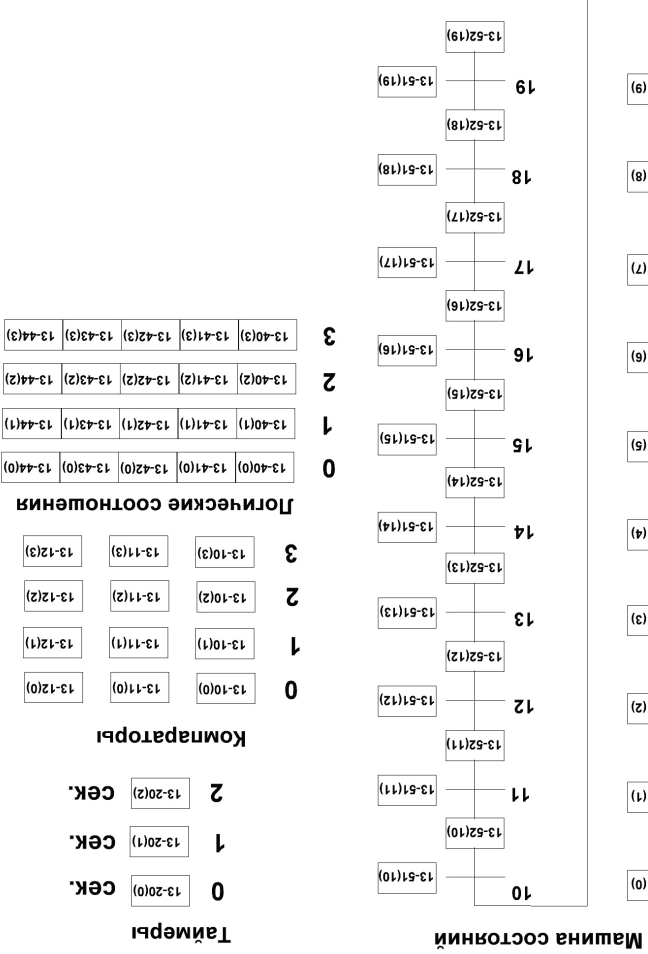 Машина состояний
(0)
(1)
(2)
(3)
(4)
(5)
(6)
(7)
(8)
(9)
10 13-51(10)
13-52(10)
11 13-51(11)
13-52(11)
12 13-51(12)
13-52(12)
13 13-51(13)
13-52(13)
14 13-51(14)
13-52(14)
15 13-51(15)
13-52(15)
16 13-51(16)
13-52(16)
17 13-51(17)
13-52(17)
18 13-51(18)
13-52(18)
19 13-51(19)
13-52(19)
Таймеры
0 13-20(0) сек.
1 13-20(1) сек.
2 13-20(2) сек.
Компараторы
0 13-10(0) 13-11(0) 13-12(0)
1 13-10(1) 13-11(1) 13-12(1)
2 13-10(2) 13-11(2) 13-12(2)
3 13-10(3) 13-11(3) 13-12(3)
Логические соотношения
0 13-40(0) 13-41(0) 13-42(0) 13-43(0) 13-44(0)
1 13-40(1) 13-41(1) 13-42(1) 13-43(1) 13-44(1)
2 13-40(2) 13-41(2) 13-42(2) 13-43(2) 13-44(2)
3 13-40(3) 13-41(3) 13-42(3) 13-43(3) 13-44(3)